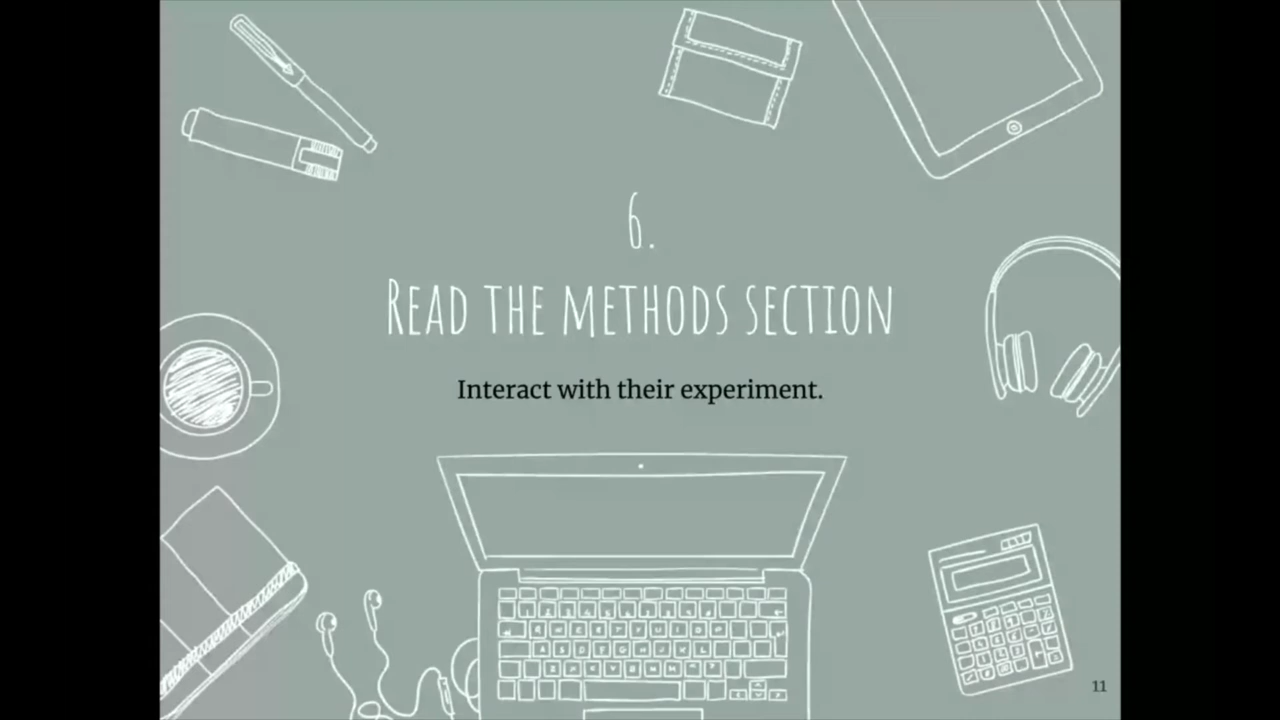 6.
Read the methods section
Interact with their experiment.
11